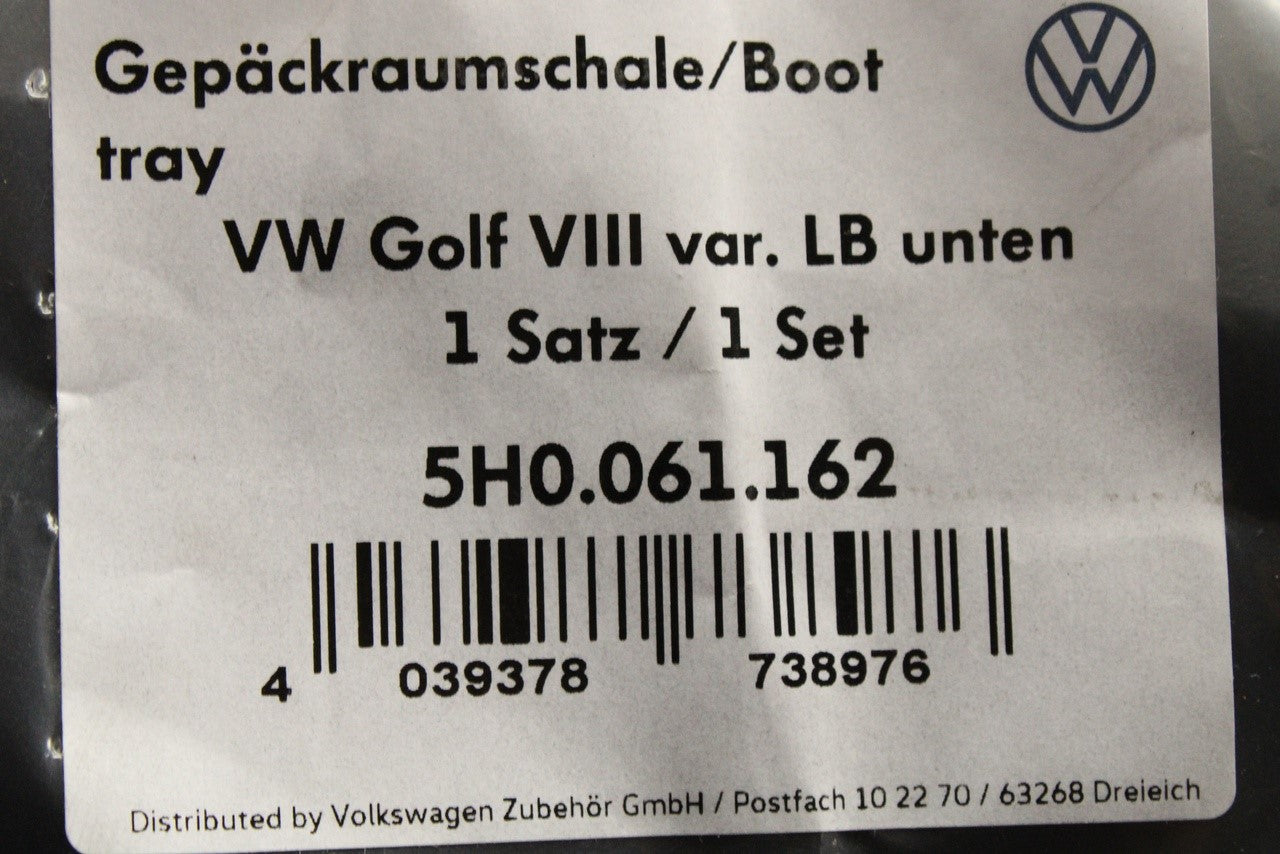 Gepäckraumschale/Boot
tray
VW Golf VIII var. LB unten
1 Satz / 1 Set
5H0.061.162
4 039378 738976
Distributed by Volkswagen Zubehör GmbH / Postfach 10 22 70 / 63268 Dreieich